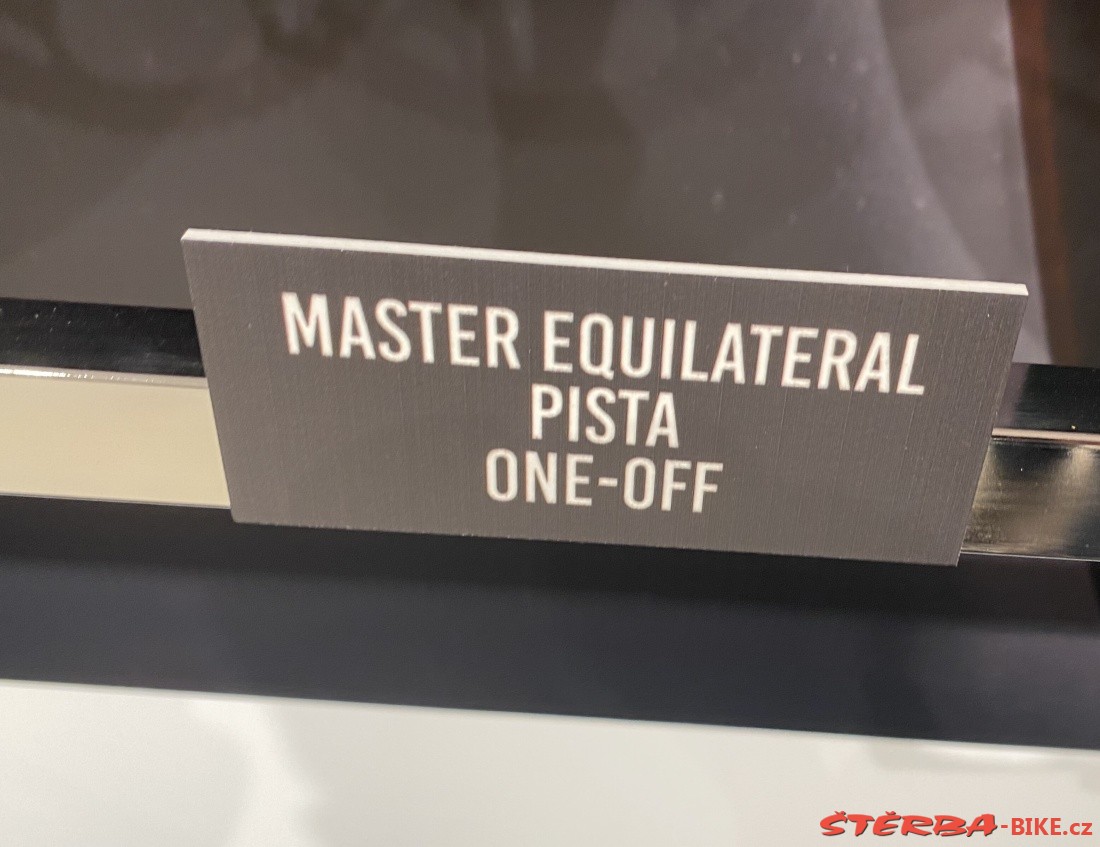 MASTER EQUILATERAL
PISTA
ONE-OFF
ŠTĚRBA-BIKE.cz